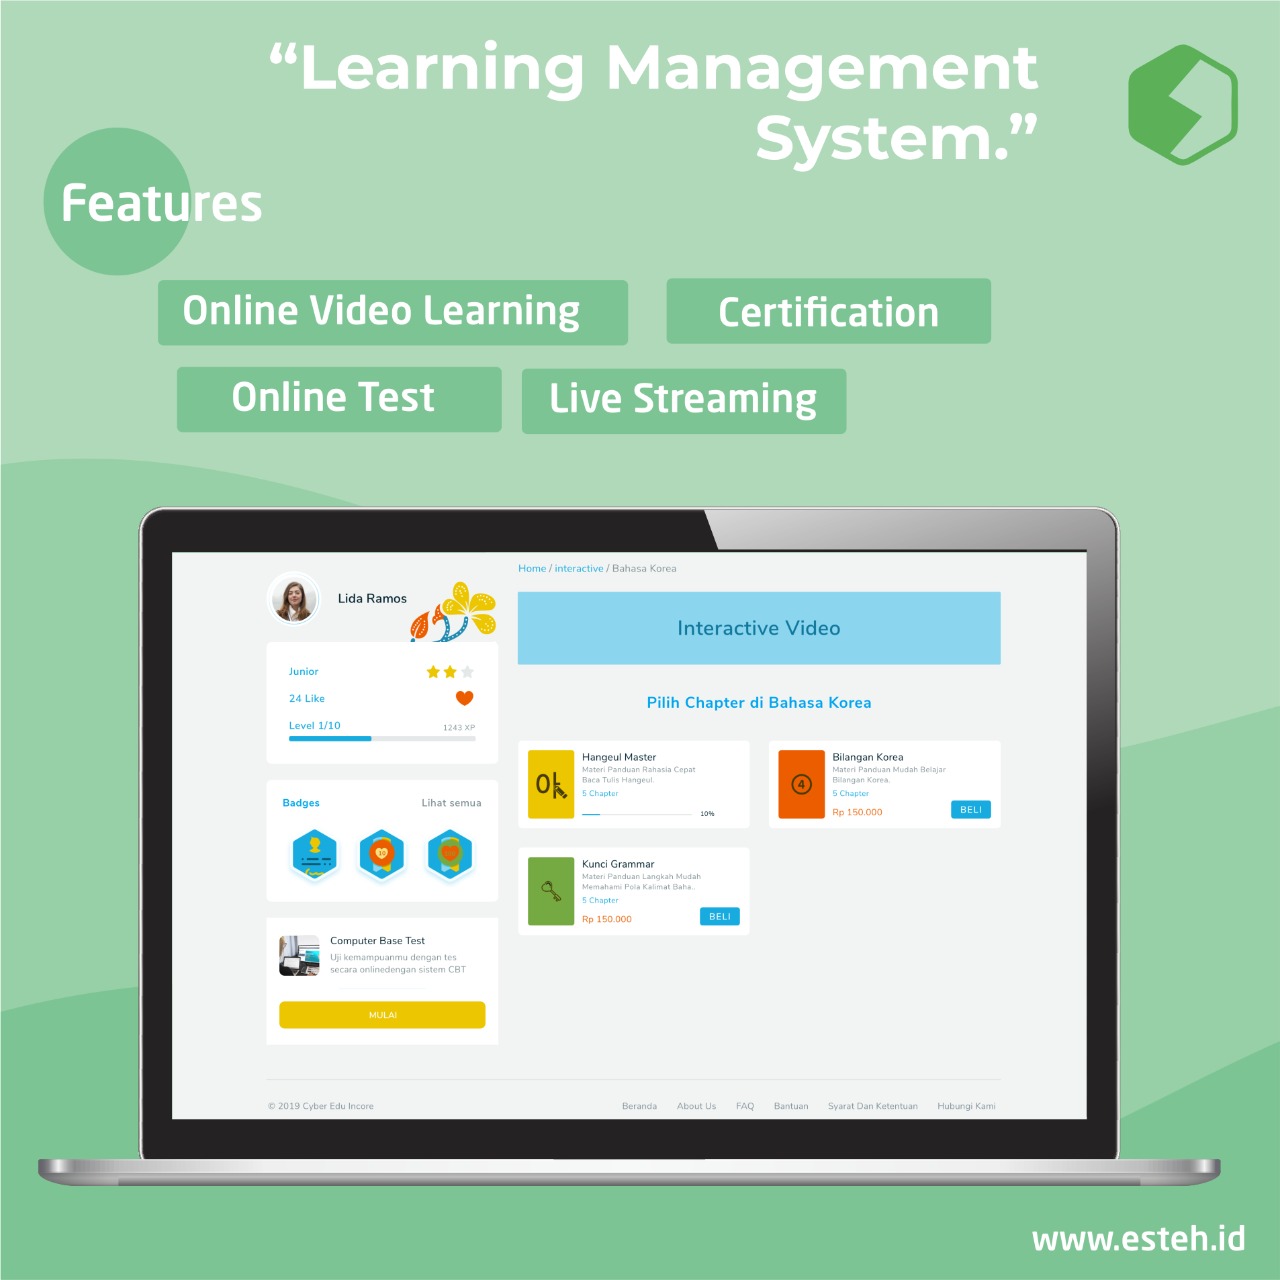 “Learning Management
System.”
Features
Online Video Learning
Certification
Online Test
Live Streaming
Lida Ramos
Junior
24 Like
Level 1/10
1243 XP
Badges
Lihat semua
10
Computer Base Test
Uji kemampuanmu dengan tes
secara onlinedengan sistem CBT
MULAI
Home / interactive / Bahasa Korea
Interactive Video
Pilih Chapter di Bahasa Korea
Hangeul Master
Materi Panduan Rahasia Cepat
Baca Tulis Hangeul.
5 Chapter
10%
4
Bilangan Korea
Materi Panduan Mudah Belajar
Bilangan Korea.
5 Chapter
Rp 150.000
BELI
Kunci Grammar
Materi Panduan Langkah Mudah
Memahami Pola Kalimat Baha..
5 Chapter
Rp 150.000
BELI
© 2019 Cyber Edu Incore
Beranda
About Us
FAQ
Bantuan
Syarat Dan Ketentuan
Hubungi Kami
www.esteh.id